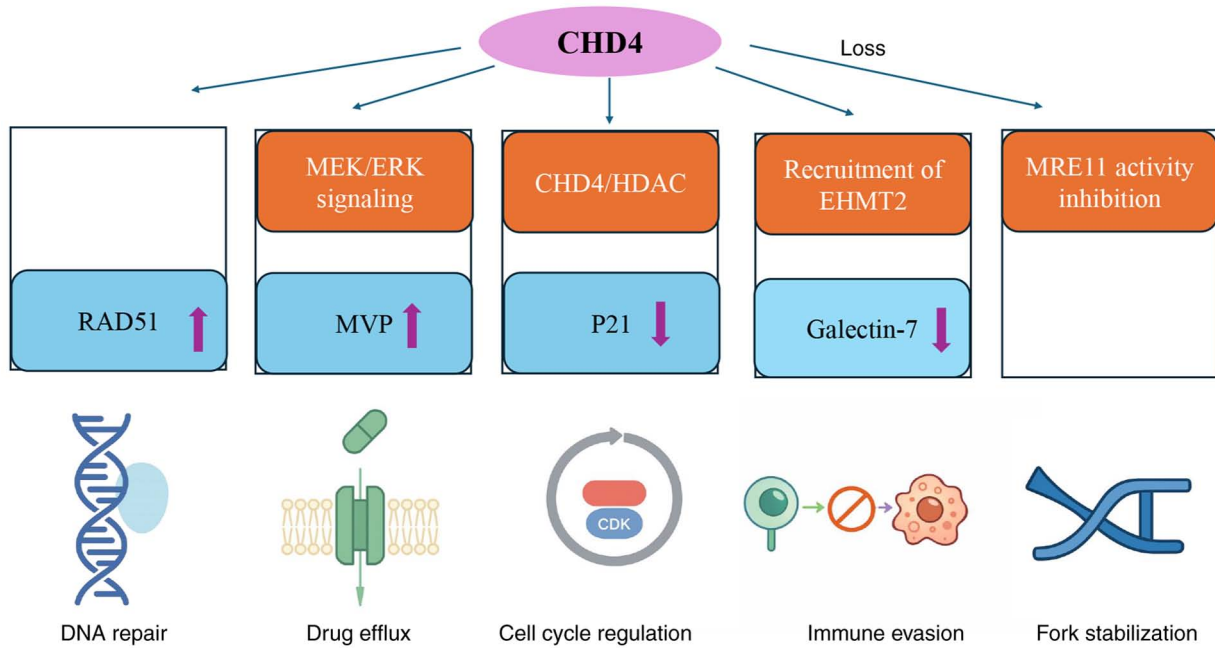 CHD4
Loss
MEK/ERK
signaling
CHD4/HDAC
Recruitment of
EHMT2
MRE11 activity
inhibition
RAD51
MVP
P21
Galectin-7
CDK
DNA repair
Drug efflux
Cell cycle regulation
Immune evasion
Fork stabilization